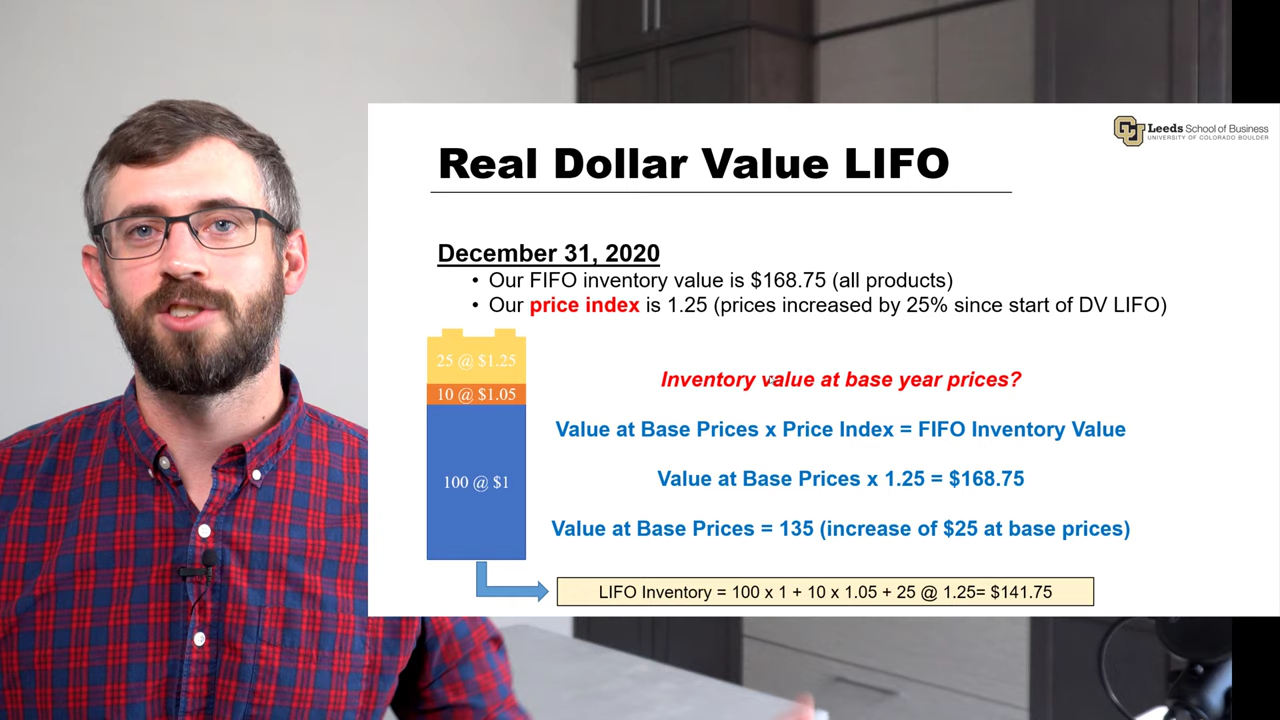 Leeds School of Business
UNIVERSITY OF COLORADO BOULDER
Real Dollar Value LIFO
December 31, 2020
• Our FIFO inventory value is $168.75 (all products)
• Our price index is 1.25 (prices increased by 25% since start of DV LIFO)
25 @ $1.25
10 @ $1.05
100 @ $1
Inventory value at base year prices?
Value at Base Prices x Price Index = FIFO Inventory Value
Value at Base Prices x 1.25 = $168.75
Value at Base Prices = 135 (increase of $25 at base prices)
LIFO Inventory = 100 x 1 + 10 x 1.05 + 25 @ 1.25= $141.75